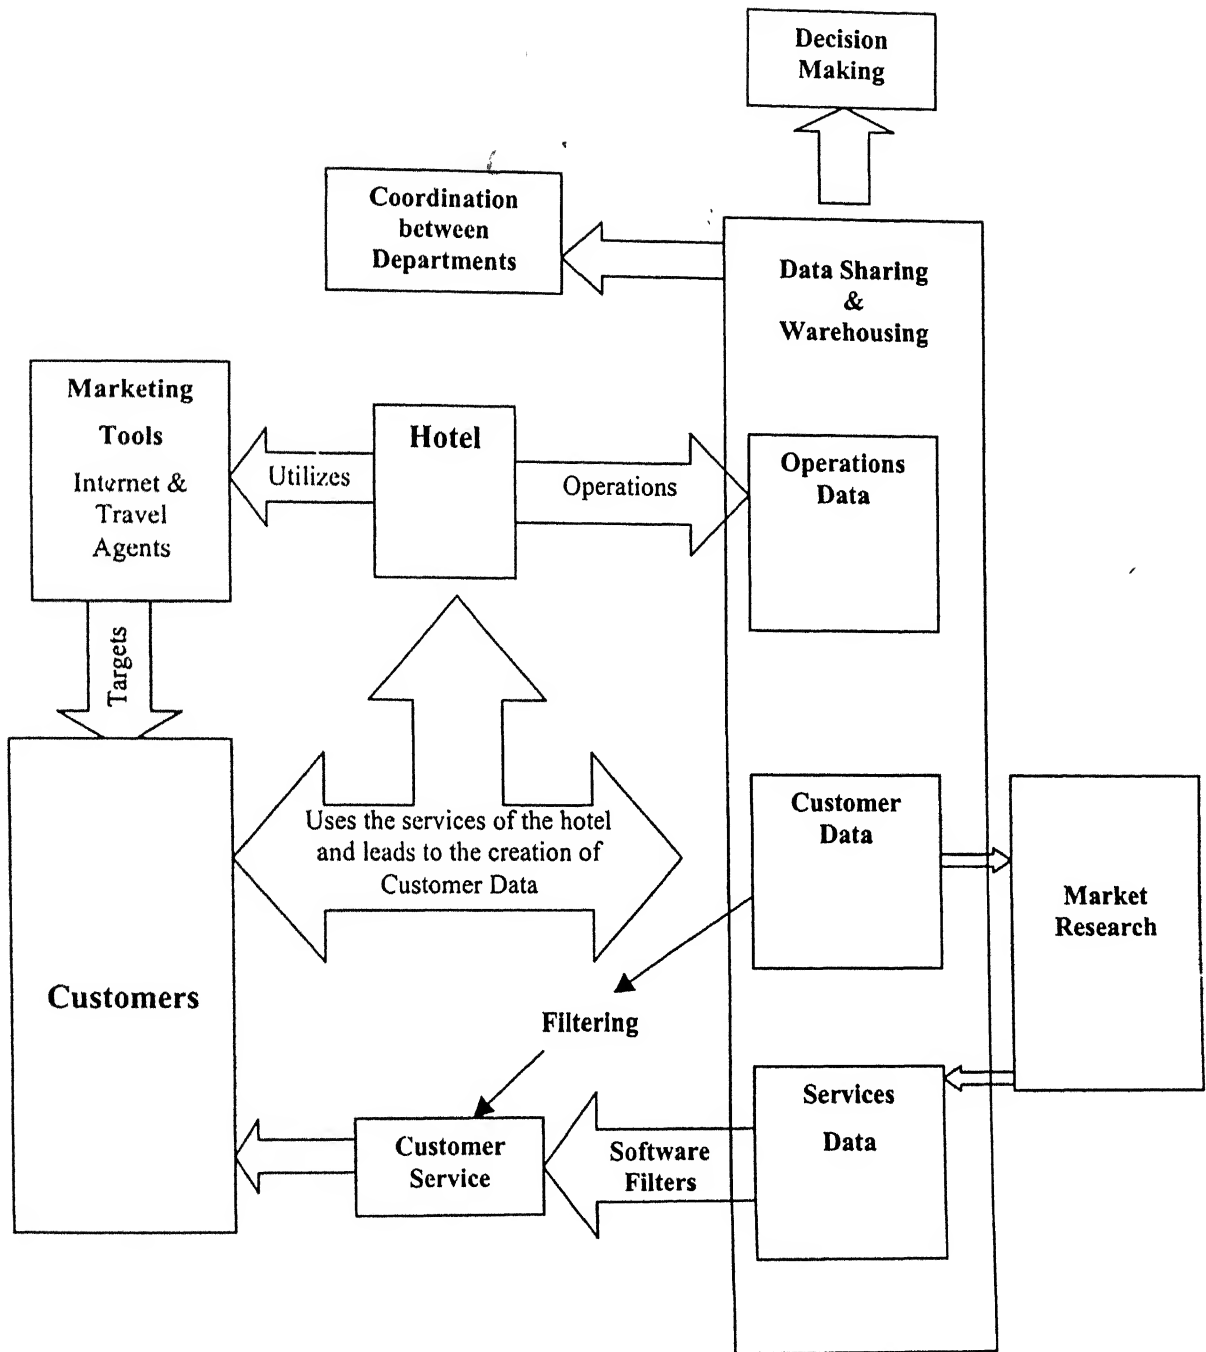 Decision
Making
Coordination
between
Departments
Data Sharing
&
Warehousing
Marketing
Tools
Internet &
Travel
Agents
Utilizes
Hotel
Operations
Operations
Data
Targets
Uses the services of the hotel
and leads to the creation of
Customer Data
Customer
Data
Market
Research
Customers
Filtering
Customer
Service
Software
Filters
Services
Data